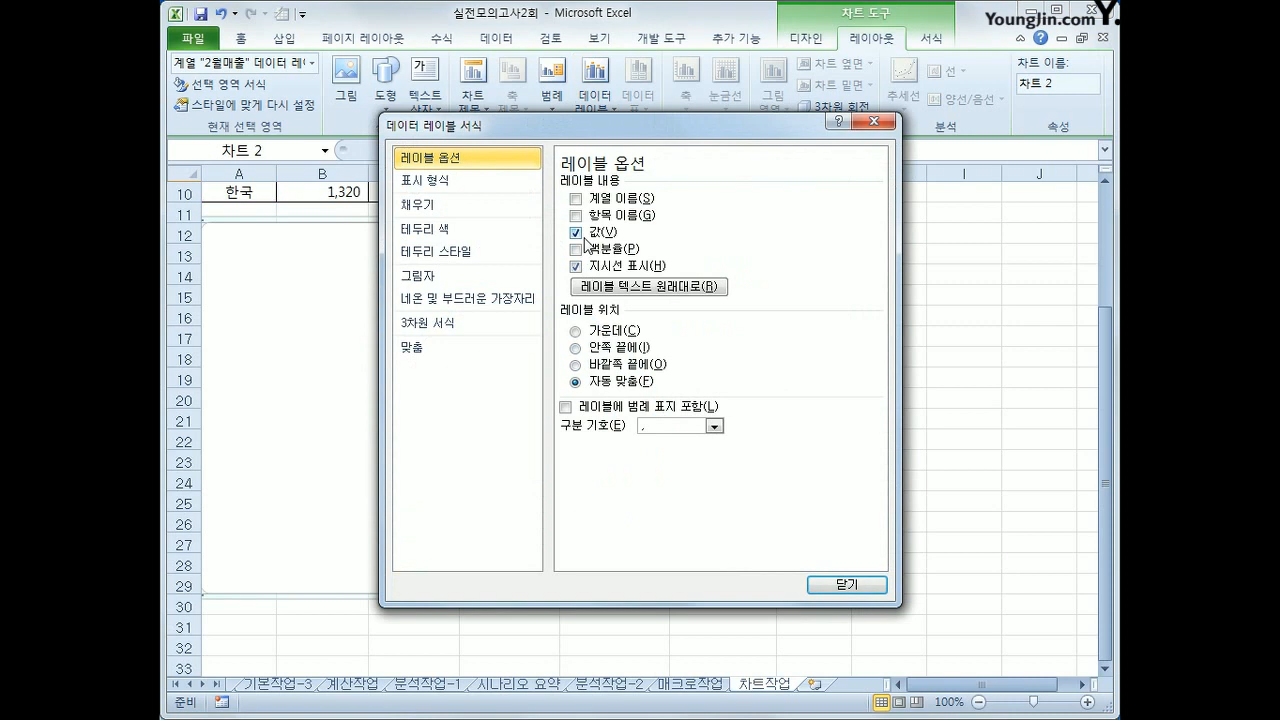 실전모의고사2회 - Microsoft Excel
차트 도구
YoungJin.com Y.
파일 홈 삽입 페이지 레이아웃 수식 데이터 검토 보기 개발 도구 추가 기능 디자인 레이아웃 서식
계열 "2월매출" 데이터 레
선택 영역 서식
스타일에 맞게 다시 설정
현재 선택 영역
그림 도형 텍스트 차트 축 범례 데이터 데이터 축 눈금선 그림
차트 옆면
차트 밑면
3차원 회전
추세선
선
양선/음선
분석
차트 이름:
차트 2
속성
차트 2
데이터 레이블 서식
A B I J
10 한국 1,320
11
12
13
14
15
16
17
18
19
20
21
22
23
24
25
26
27
28
29
30
31
32
33
레이블 옵션
표시 형식
채우기
테두리 색
테두리 스타일
그림자
네온 및 부드러운 가장자리
3차원 서식
맞춤
레이블 옵션
레이블 내용
계열 이름(S)
항목 이름(G)
값(V)
백분율(P)
지시선 표시(H)
레이블 텍스트 원래대로(R)
레이블 위치
가운데(C)
안쪽 끝에(I)
바깥쪽 끝에(O)
자동 맞춤(F)
레이블에 범례 표지 포함(L)
구분 기호(E) ,
닫기
기본작업-3 계산작업 분석작업-1 시나리오 요약 분석작업-2 매크로작업 차트작업
준비 100%